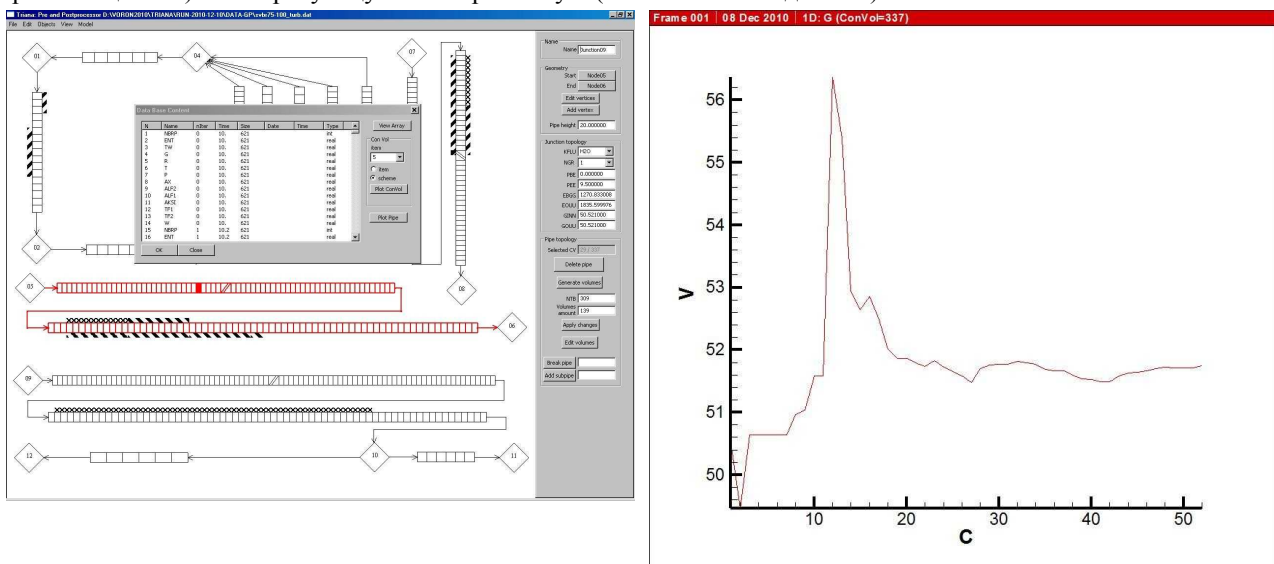 Triana: Pre and Postprocessor D:\VORON2010\TRIANA\RUN-2010-12-10\DATA-GP\evbr75-100_turb.dat
File Edit Objects View Model
01
04
07
02
05
06
08
09
10
12
11
Data Base Content
N Name nIter Time Size Date Time Type
1 NBRP 0 10. 621 int
2 ENT 0 10. 621 real
3 TW 0 10. 621 real
4 G 0 10. 621 real
5 R 0 10. 621 real
6 T 0 10. 621 real
7 P 0 10. 621 real
8 AX 0 10. 621 real
9 ALF2 0 10. 621 real
10 ALF1 0 10. 621 real
11 AKSI 0 10. 621 real
12 TF1 0 10. 621 real
13 TF2 0 10. 621 real
14 W 0 10. 621 real
15 NBRP 1 10.2 621 int
16 ENT 1 10.2 621 real
OK Close
View Array
Con Vol
item
5
item
scheme
Plot ConVol
Plot Pipe
Name
Name Junction09
Geometry
Start Node05
End Node06
Edit vertices
Add vertex
Pipe height 20.000000
Junction topology
KFLU H2O
NGR 1
PBE 0.000000
PEE 9.500000
EBGG 1270.833008
EOUU 1835.599976
GINN 50.521000
GOUU 50.521000
Pipe topology
Selected CV
Delete pipe
Generate volumes
NTB 309
Volumes amount 139
Apply changes
Edit volumes
Break pipe
Add subpipe
Frame 001 08 Dec 2010 1D: G (ConVol=337)
V
56
55
54
53
52
51
50
10 20 30 40 50
C